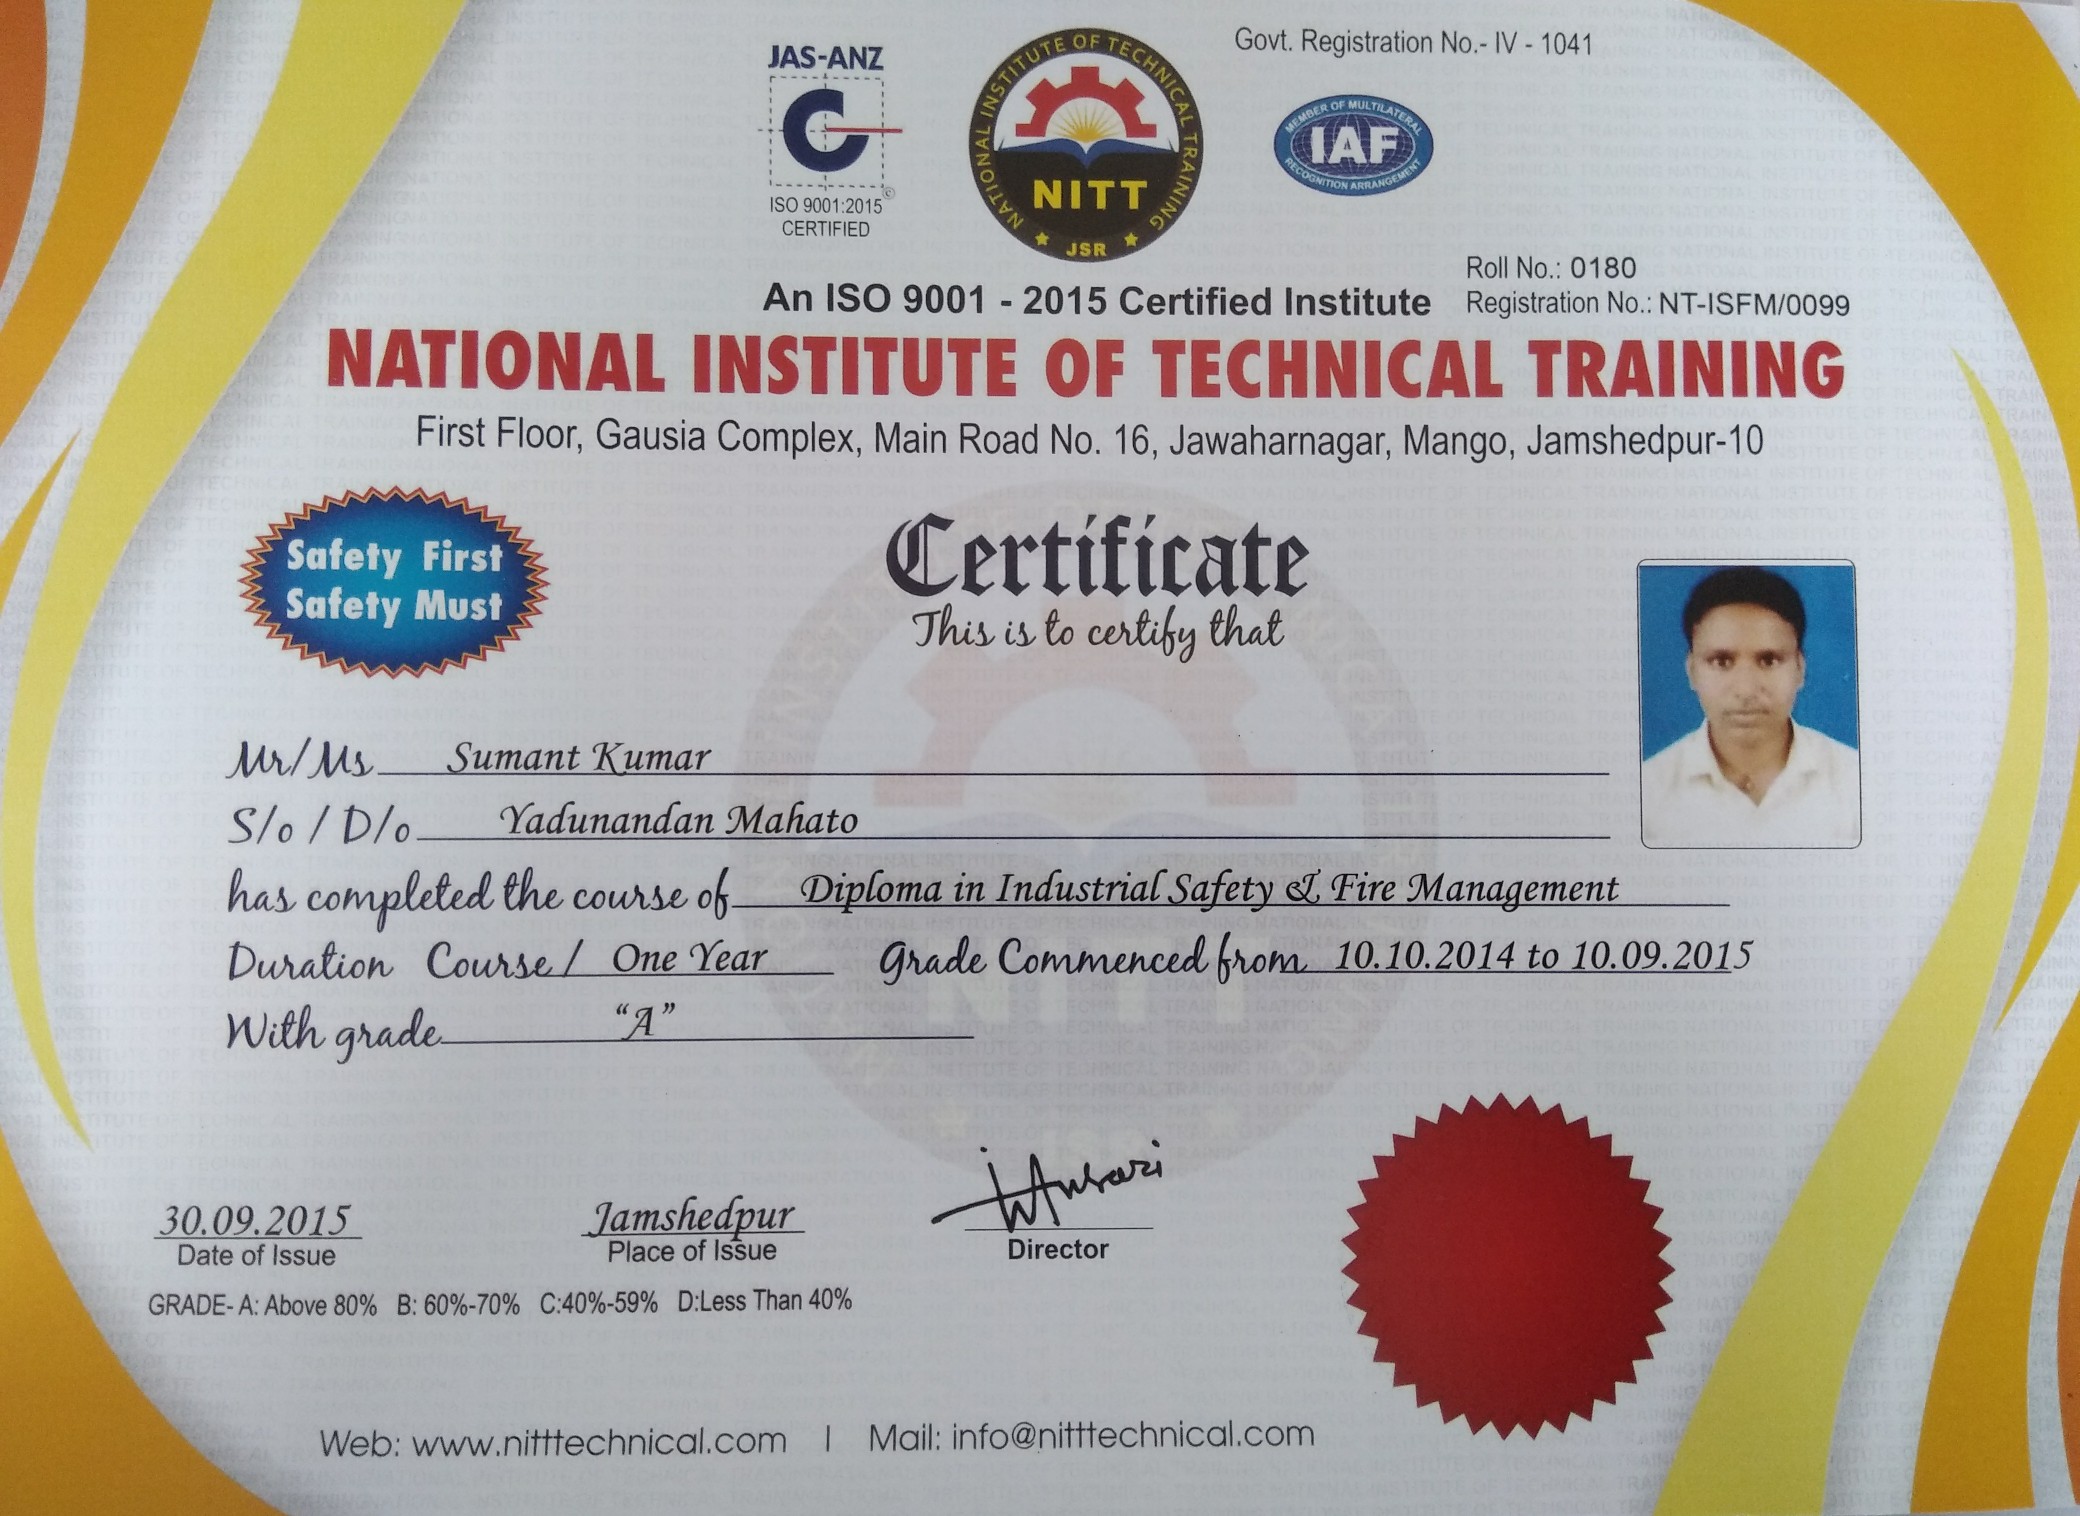 Govt. Registration No.- IV - 1041
JAS-ANZ
ISO 9001:2015
CERTIFIED
NATIONAL INSTITUTE OF TECHNICAL TRAINING
NITT
JSR
MEMBER OF MULTILATERAL
IAF
RECOGNITION ARRANGEMENT
Roll No.: 0180
An ISO 9001 - 2015 Certified Institute
Registration No.: NT-ISFM/0099
NATIONAL INSTITUTE OF TECHNICAL TRAINING
First Floor, Gausia Complex, Main Road No. 16, Jawaharnagar, Mango, Jamshedpur-10
Safety First
Safety Must
Certificate
This is to certify that
Mr/Ms Sumant Kumar
S/o / D/o Yadunandan Mahato
has completed the course of Diploma in Industrial Safety & Fire Management
Duration Course / One Year Grade Commenced from 10.10.2014 to 10.09.2015
With grade "A"
30.09.2015
Date of Issue
Jamshedpur
Place of Issue
Ansari
Director
GRADE- A: Above 80% B: 60%-70% C:40%-59% D:Less Than 40%
Web: www.nitttechnical.com | Mail: info@nitttechnical.com